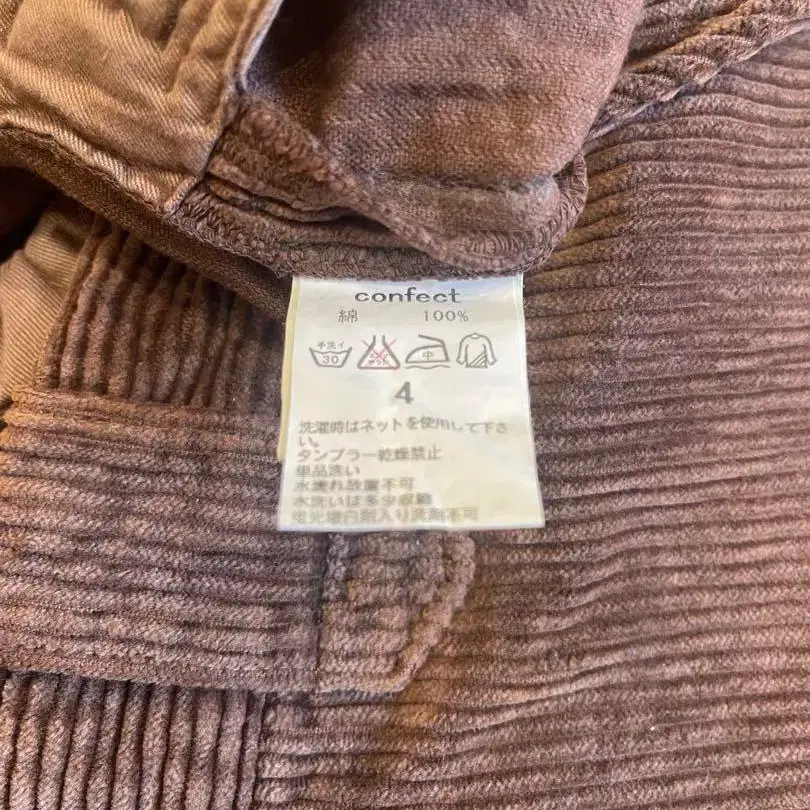 confect
綿 100%
手洗イ
30
中
4
洗濯時はネットを使用して下さ
い。
タンブラー乾燥禁止
単品洗い
水濡れ放置不可
水洗いは多少収縮
蛍光増白剤入り洗剤不可